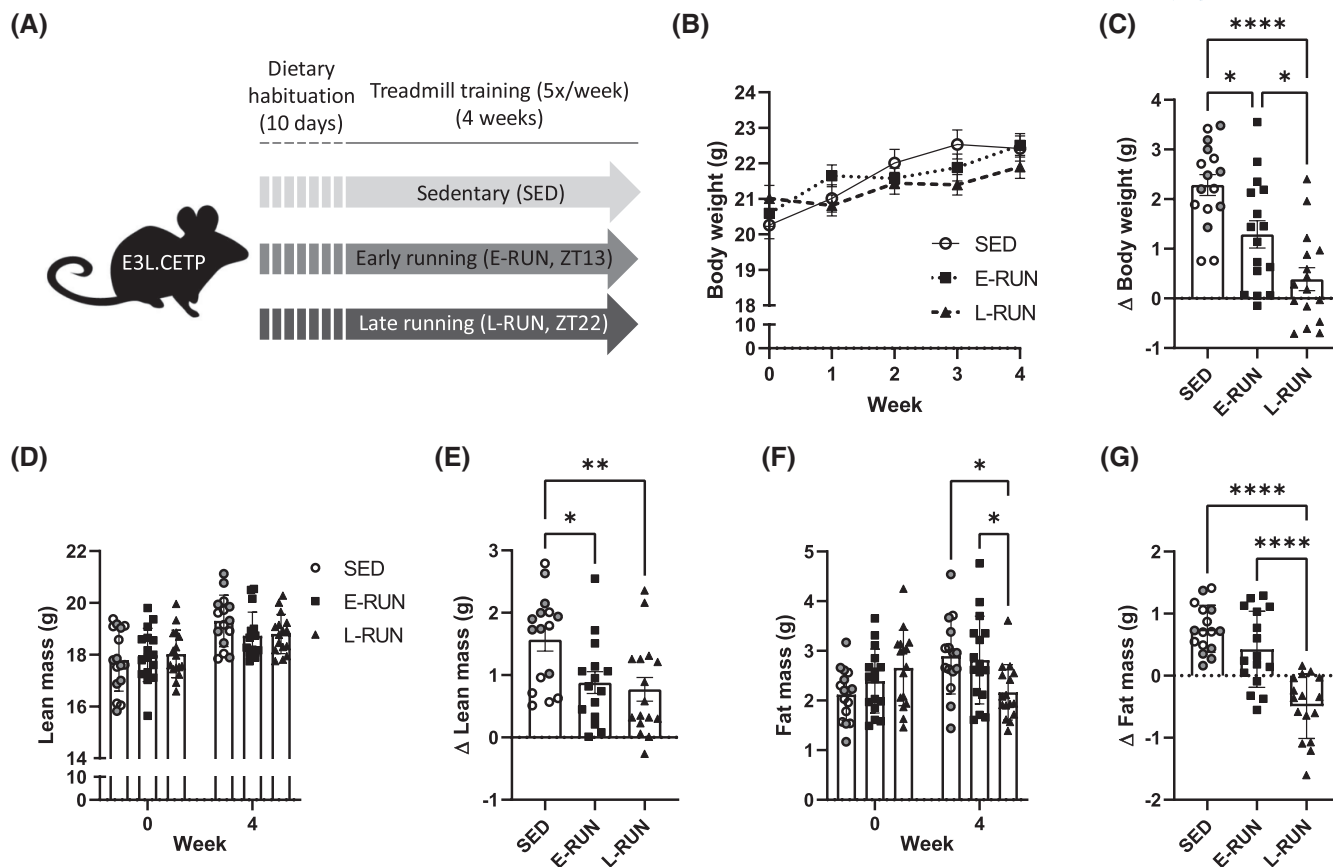 (A)
Dietary
habituation
(10 days)
Treadmill training (5x/week)
(4 weeks)
E3L.CETP
Sedentary (SED)
Early running (E-RUN, ZT13)
Late running (L-RUN, ZT22)
(B)
Body weight (g)
24
23
22
21
20
19
18
10
0
0
1
2
3
4
Week
SED
E-RUN
L-RUN
(C)
****
*
*
Δ Body weight (g)
4
3
2
1
0
-1
SED
E-RUN
L-RUN
(D)
Lean mass (g)
22
20
18
16
14
10
0
0
4
Week
SED
E-RUN
L-RUN
(E)
**
*
Δ Lean mass (g)
3
2
1
0
-1
SED
E-RUN
L-RUN
(F)
*
*
Fat mass (g)
5
4
3
2
1
0
0
4
Week
(G)
****
****
Δ Fat mass (g)
2
1
0
-1
-2
SED
E-RUN
L-RUN